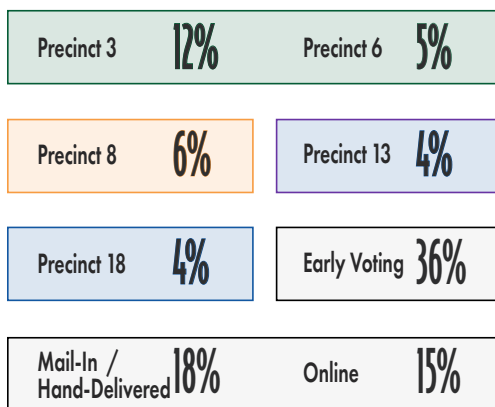 Precinct 3 12% Precinct 6 5%
Precinct 8 6% Precinct 13 4%
Precinct 18 4% Early Voting 36%
Mail-In /
Hand-Delivered 18% Online 15%